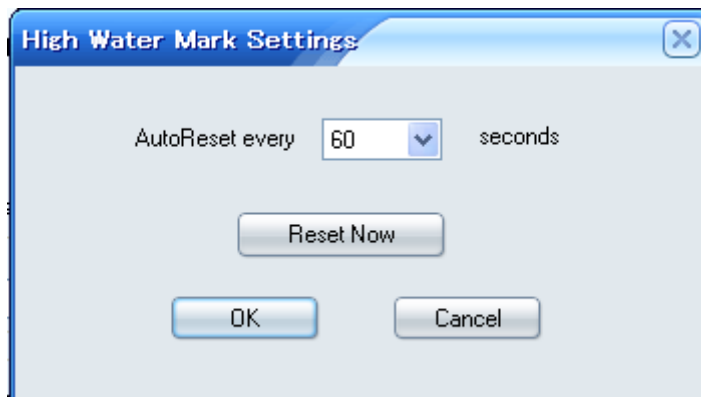 High Water Mark Settings
AutoReset every 60 seconds
Reset Now
OK Cancel